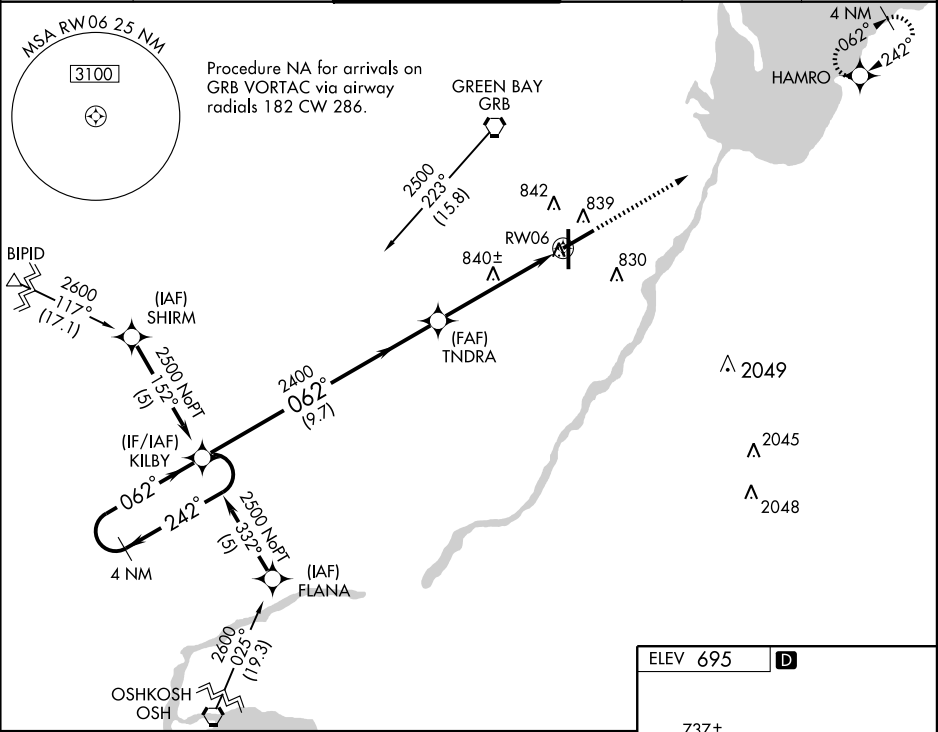 MSA RW06 25 NM
3100
Procedure NA for arrivals on
GRB VORTAC via airway
radials 182 CW 286.
GREEN BAY
GRB
2500
223°
(15.8)
4 NM
062°
242°
HAMRO
842
839
RW06
840±
830
BIPID
2600
117°
(17.1)
(IAF)
SHIRM
2500 NoPT
152°
(5)
(FAF)
TNDRA
2400
062°
(9.7)
2049
2045
2048
(IF/IAF)
KILBY
062°
242°
4 NM
2500 NoPT
332°
(5)
(IAF)
FLANA
2600
025°
(19.3)
OSHKOSH
OSH
ELEV 695
D
737±